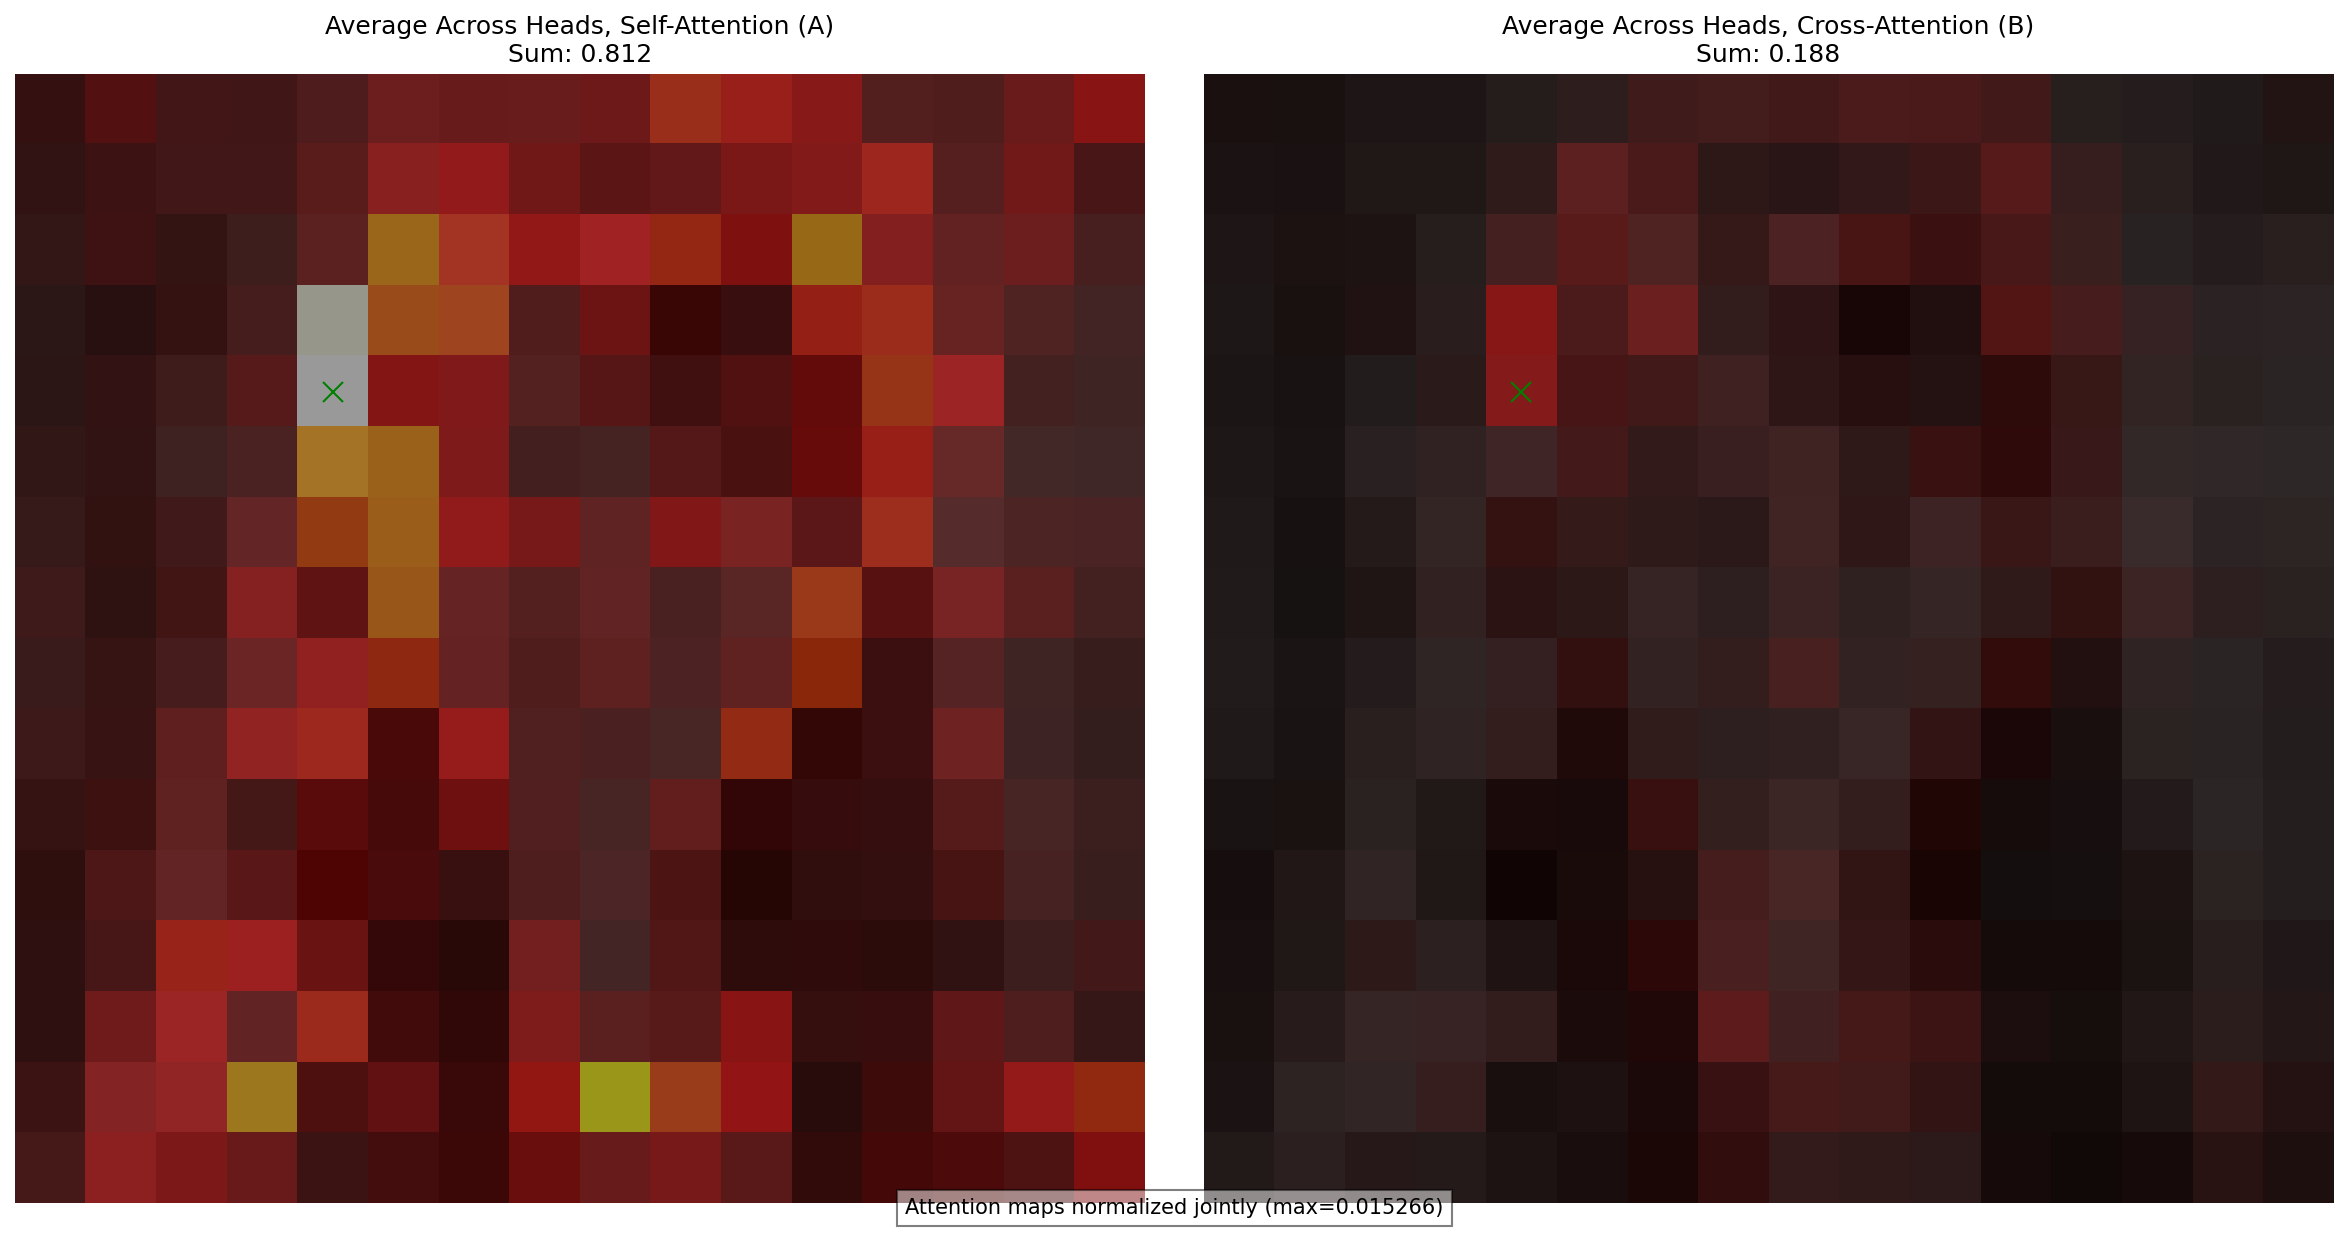 Average Across Heads, Self-Attention (A)
Sum: 0.812
Average Across Heads, Cross-Attention (B)
Sum: 0.188
Attention maps normalized jointly (max=0.015266)